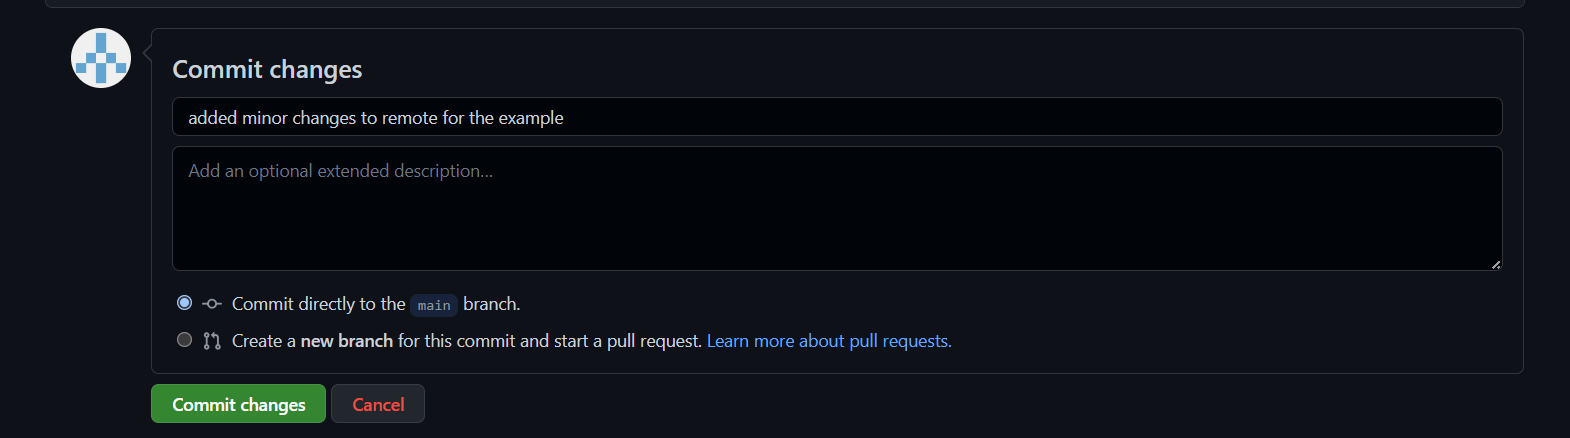 Commit changes
added minor changes to remote for the example
Add an optional extended description...
Commit directly to the main branch.
Create a new branch for this commit and start a pull request. Learn more about pull requests.
Commit changes Cancel